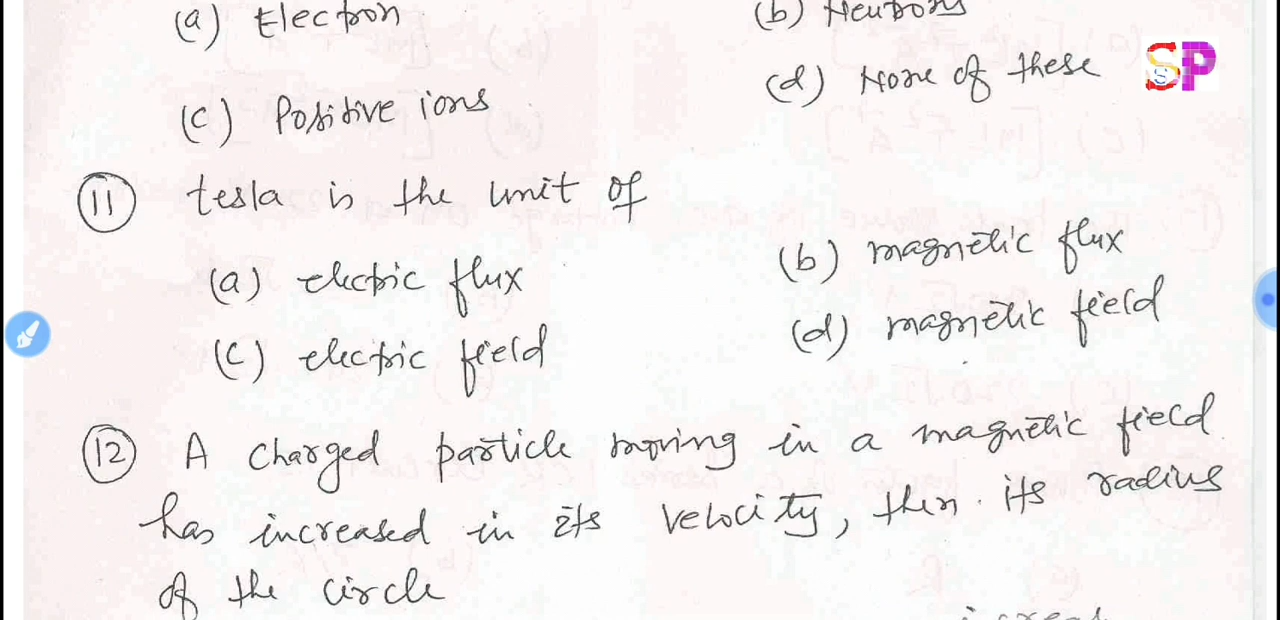 (a) Electron
(b) Neutrons
(c) Positive ions
(d) None of these
SP
(11) tesla is the unit of
(a) electric flux
(b) magnetic flux
(c) electric field
(d) magnetic field
(12) A charged particle moving in a magnetic field
has increased in its velocity, then its radius
of the circle